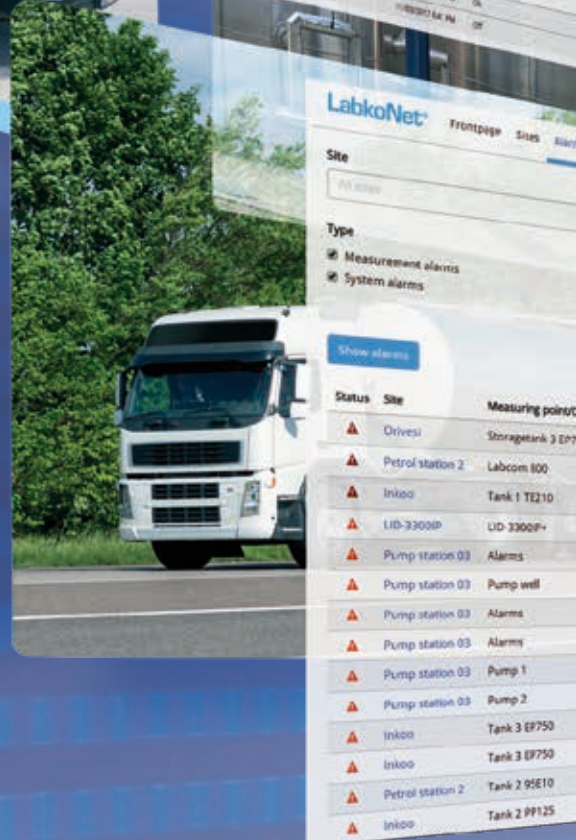 Off
LabkoNet® Frontpage Sites
Site
All sites
Type
Measurement alarms
System alarms
Show alarms
Status Site
Orivesi Storagetank 3
Petrol station 2 Labcom 800
Inkoo Tank 1 TE210
LID-3300IP LID-3300IP+
Pump station 03 Alarms
Pump station 03 Pump well
Pump station 03 Alarms
Pump station 03 Alarms
Pump station 03 Pump 1
Pump station 03 Pump 2
Inkoo Tank 3 EP750
Inkoo Tank 3 EP750
Petrol station 2 Tank 2 95E10
Inkoo Tank 2 PP125